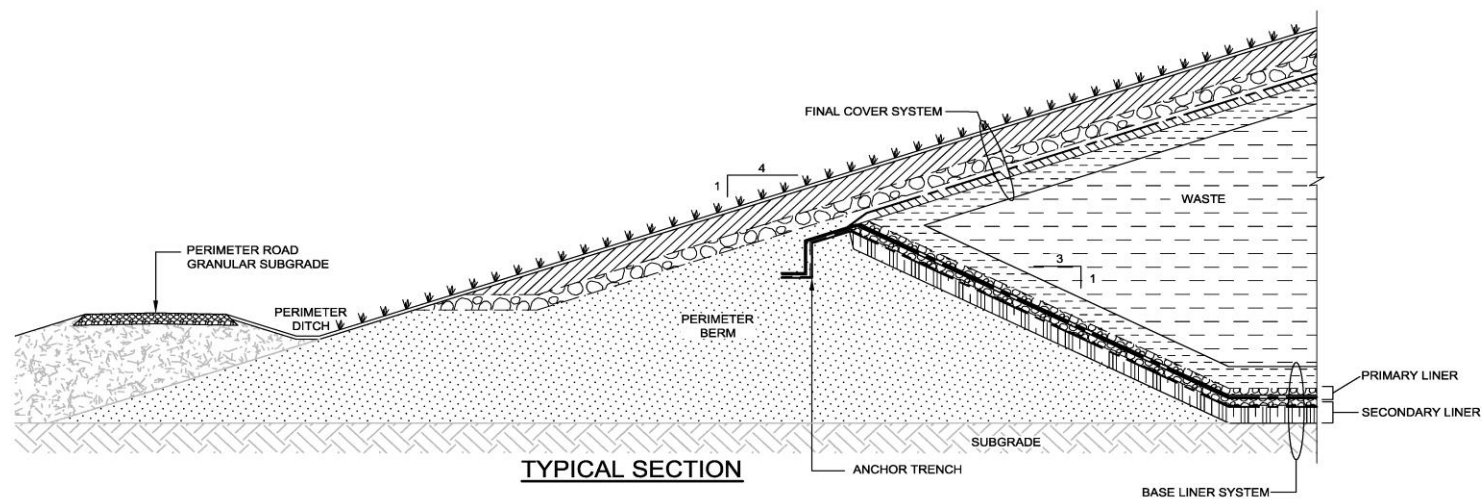 FINAL COVER SYSTEM
4
1
WASTE
PERIMETER ROAD
GRANULAR SUBGRADE
3
1
PERIMETER
DITCH
PERIMETER
BERM
PRIMARY LINER
SECONDARY LINER
SUBGRADE
TYPICAL SECTION
ANCHOR TRENCH
BASE LINER SYSTEM